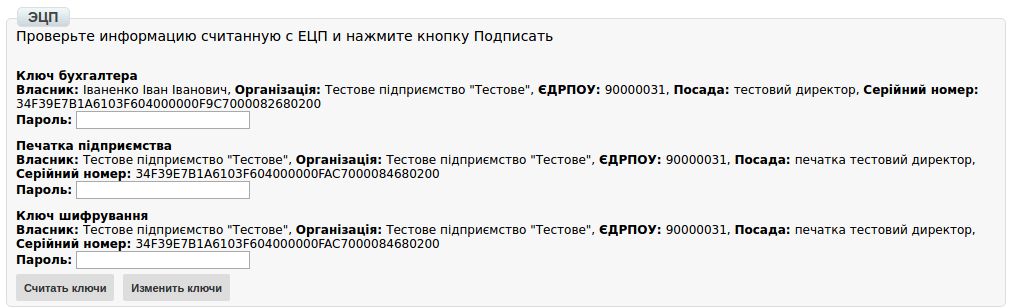 ЭЦП
Проверьте информацию считанную с ЕЦП и нажмите кнопку Подписать
Ключ бухгалтера
Власник: Іваненко Іван Іванович, Організація: Тестове підприємство "Тестове", ЄДРПОУ: 90000031, Посада: тестовий директор, Серійний номер:
34F39E7B1A6103F604000000F9C7000082680200
Пароль:
Печатка підприємства
Власник: Тестове підприємство "Тестове", Організація: Тестове підприємство "Тестове", ЄДРПОУ: 90000031, Посада: печатка тестовий директор,
Серійний номер: 34F39E7B1A6103F604000000FAC7000084680200
Пароль:
Ключ шифрування
Власник: Тестове підприємство "Тестове", Організація: Тестове підприємство "Тестове", ЄДРПОУ: 90000031, Посада: печатка тестовий директор,
Серійний номер: 34F39E7B1A6103F604000000FAC7000084680200
Пароль:
Считать ключи Изменить ключи